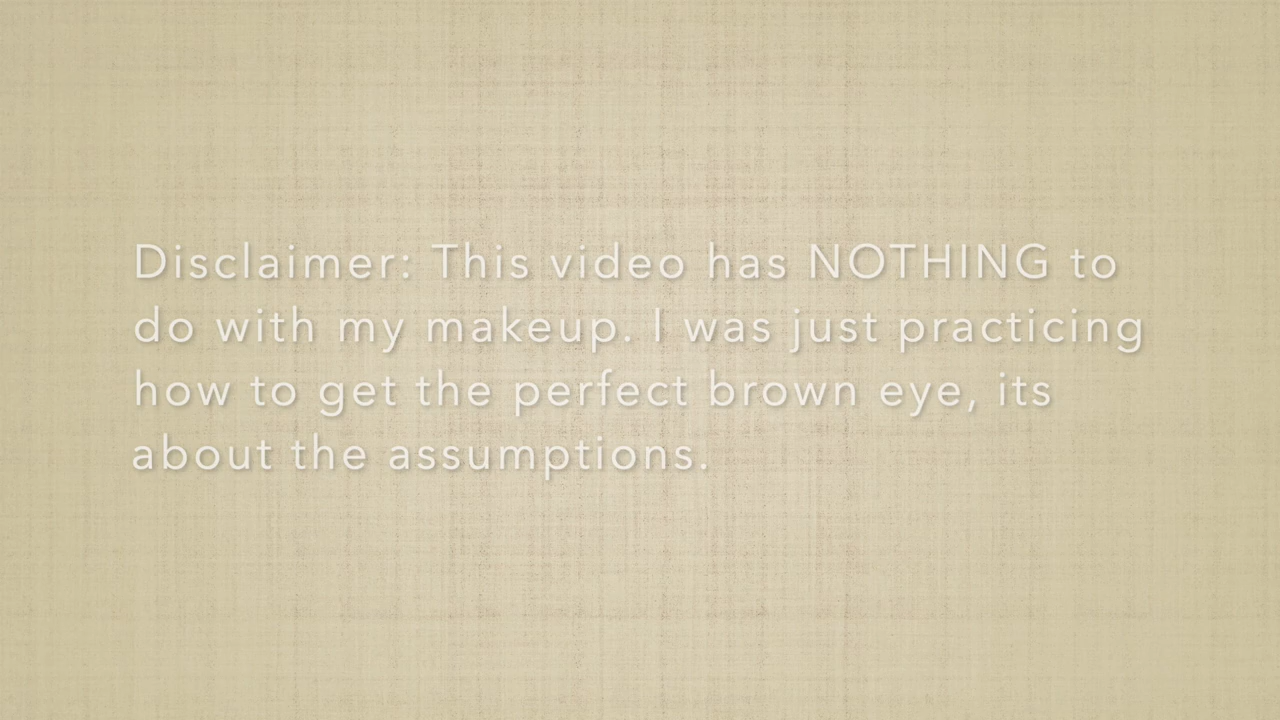 Disclaimer: This video has NOTHING to
do with my makeup. I was just practicing
how to get the perfect brown eye, its
about the assumptions.